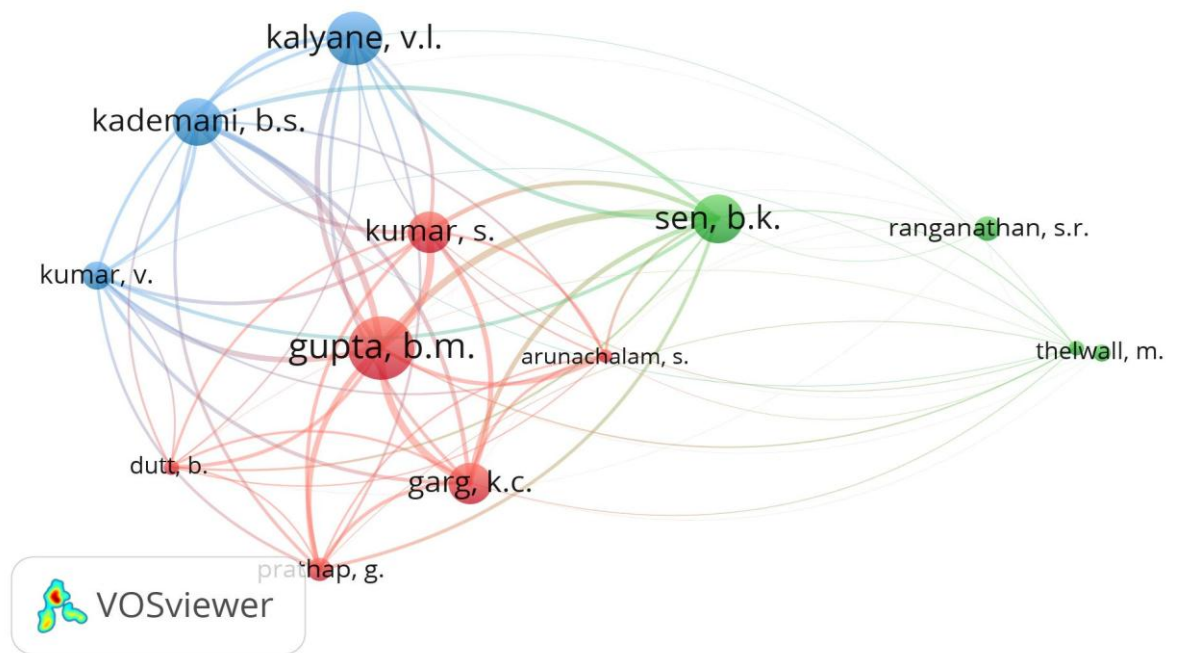 kalyane, v.l.
kademani, b.s.
kumar, s.
sen, b.k.
ranganathan, s.r.
kumar, v.
gupta, b.m.
arunachalam, s.
thelwall, m.
dutt, b.
garg, k.c.
prathap, g.
VOSviewer